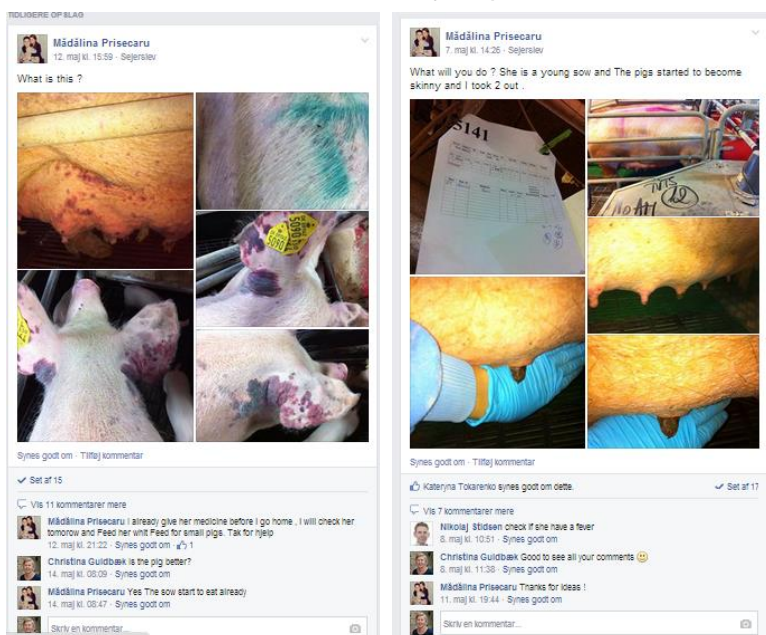 TIDLIGERE OPSLAG
Mădălina Prisecaru
12. maj kl. 15:59 · Sejerslev
What is this ?
5090
5090
Synes godt om · Tilføj kommentar
Set af 15
Vis 11 kommentarer mere
Mădălina Prisecaru I already give her medicine before I go home , I will check her
tomorow and Feed her whit Feed for small pigs. Tak for hjelp
12. maj kl. 21:22 · Synes godt om · 1
Christina Guldbæk Is the pig better?
14. maj kl. 08:09 · Synes godt om
Mădălina Prisecaru Yes The sow start to eat already
14. maj kl. 08:47 · Synes godt om
Skriv en kommentar...
Mădălina Prisecaru
7. maj kl. 14:26 · Sejerslev
What will you do ? She is a young sow and The pigs started to become
skinny and I took 2 out .
5141
Synes godt om · Tilføj kommentar
Kateryna Tokarenko synes godt om dette.
Set af 17
Vis 7 kommentarer mere
Nikolaj Stidsen check if she have a fever
8. maj kl. 10:51 · Synes godt om
Christina Guldbæk Good to see all your comments
8. maj kl. 11:38 · Synes godt om
Mădălina Prisecaru Thanks for ideas !
11. maj kl. 19:44 · Synes godt om
Skriv en kommentar...